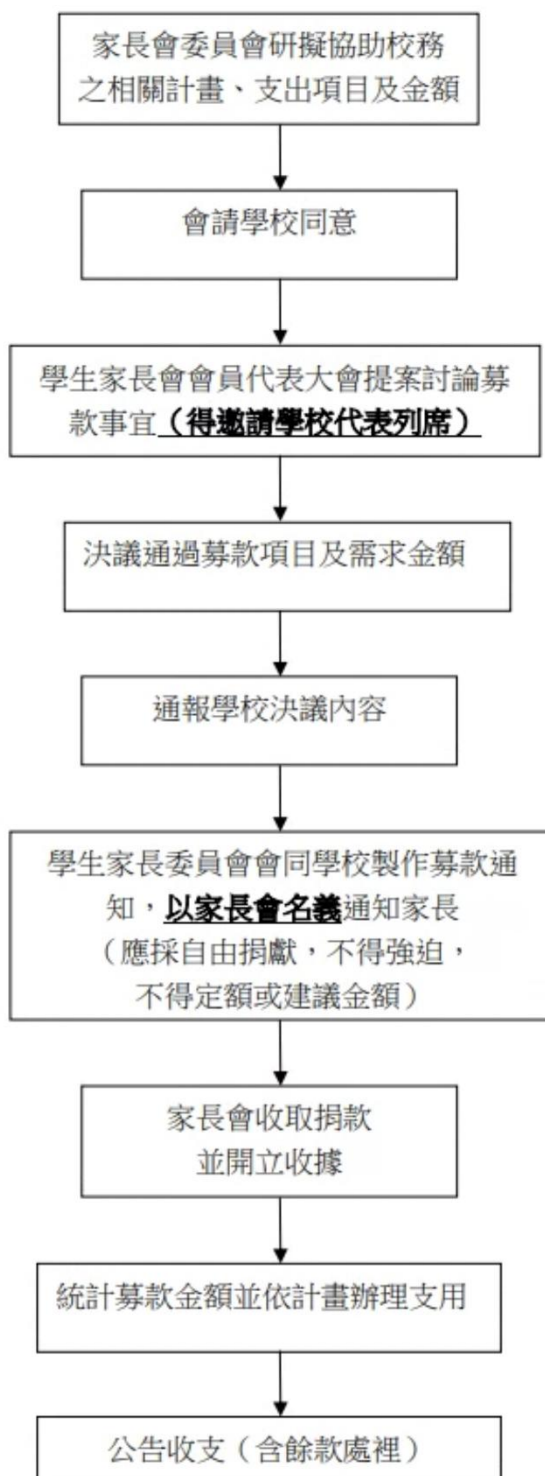 家長會委員會研擬協助校務
之相關計畫、支出項目及金額
會請學校同意
學生家長會會員代表大會提案討論募
款事宜(得邀請學校代表列席)
決議通過募款項目及需求金額
通報學校決議內容
學生家長委員會會同學校製作募款通
知，以家長會名義通知家長
（應採自由捐獻，不得強迫，
不得定額或建議金額）
家長會收取捐款
並開立收據
統計募款金額並依計畫辦理支用
公告收支（含餘款處裡）